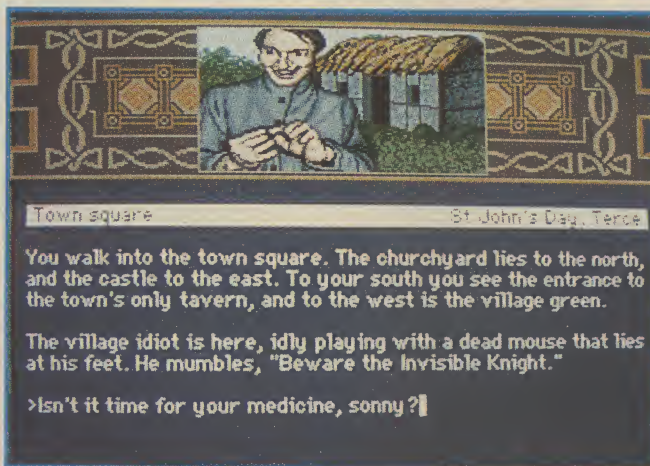 Town square St John's Day, Terce
You walk into the town square. The churchyard lies to the north,
and the castle to the east. To your south you see the entrance to
the town's only tavern, and to the west is the village green.
The village idiot is here, idly playing with a dead mouse that lies
at his feet. He mumbles, "Beware the Invisible Knight."
>Isn't it time for your medicine, sonny?